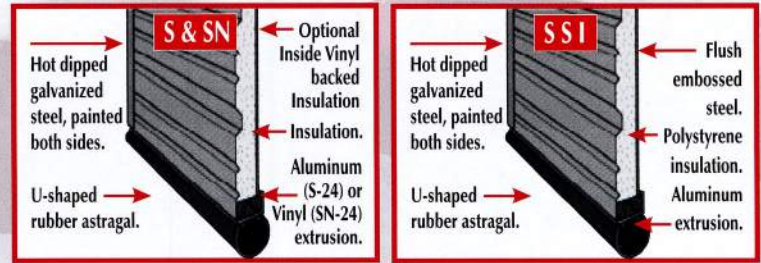 S & SN
Hot dipped
galvanized
steel, painted
both sides.
U-shaped
rubber astragal.
Optional
Inside Vinyl
backed
Insulation
Insulation.
Aluminum
(S-24) or
Vinyl (SN-24)
extrusion.
S S I
Hot dipped
galvanized
steel, painted
both sides.
U-shaped
rubber astragal.
Flush
embossed
steel.
Polystyrene
insulation.
Aluminum
extrusion.